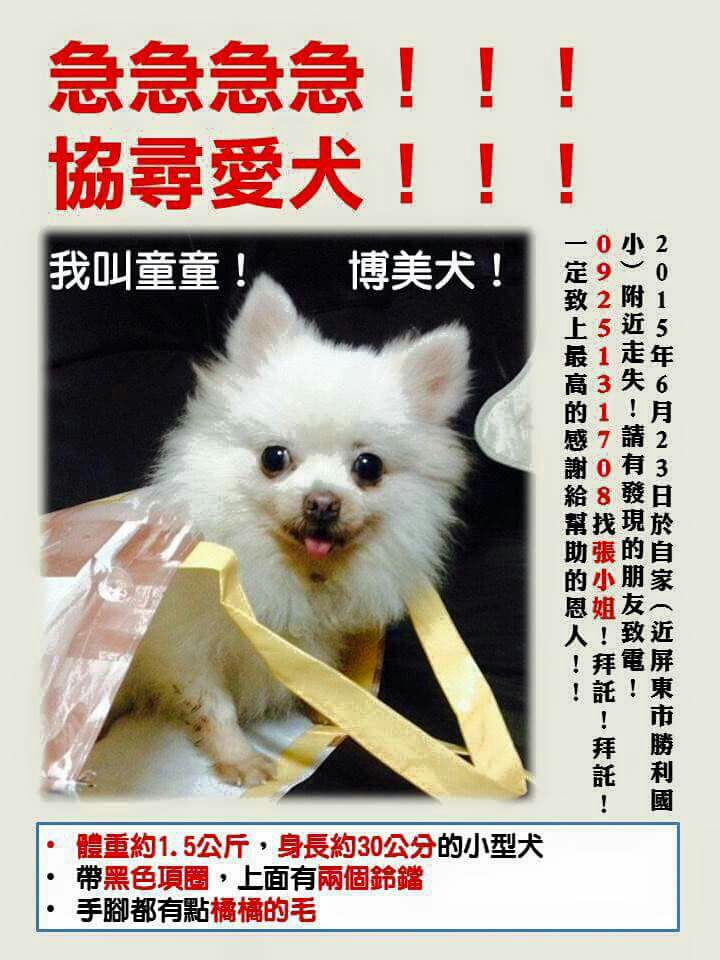 急急急急！！！
協尋愛犬！！！
我叫童童！ 博美犬！
2015年6月23日於自家（近屏東市勝利國
小）附近走失！請有發現的朋友致電！
0925131708找張小姐！拜託！拜託！
一定致上最高的感謝給幫助的恩人！！
• 體重約1.5公斤，身長約30公分的小型犬
• 帶黑色項圈，上面有兩個鈴鐺
• 手腳都有點橘橘的毛